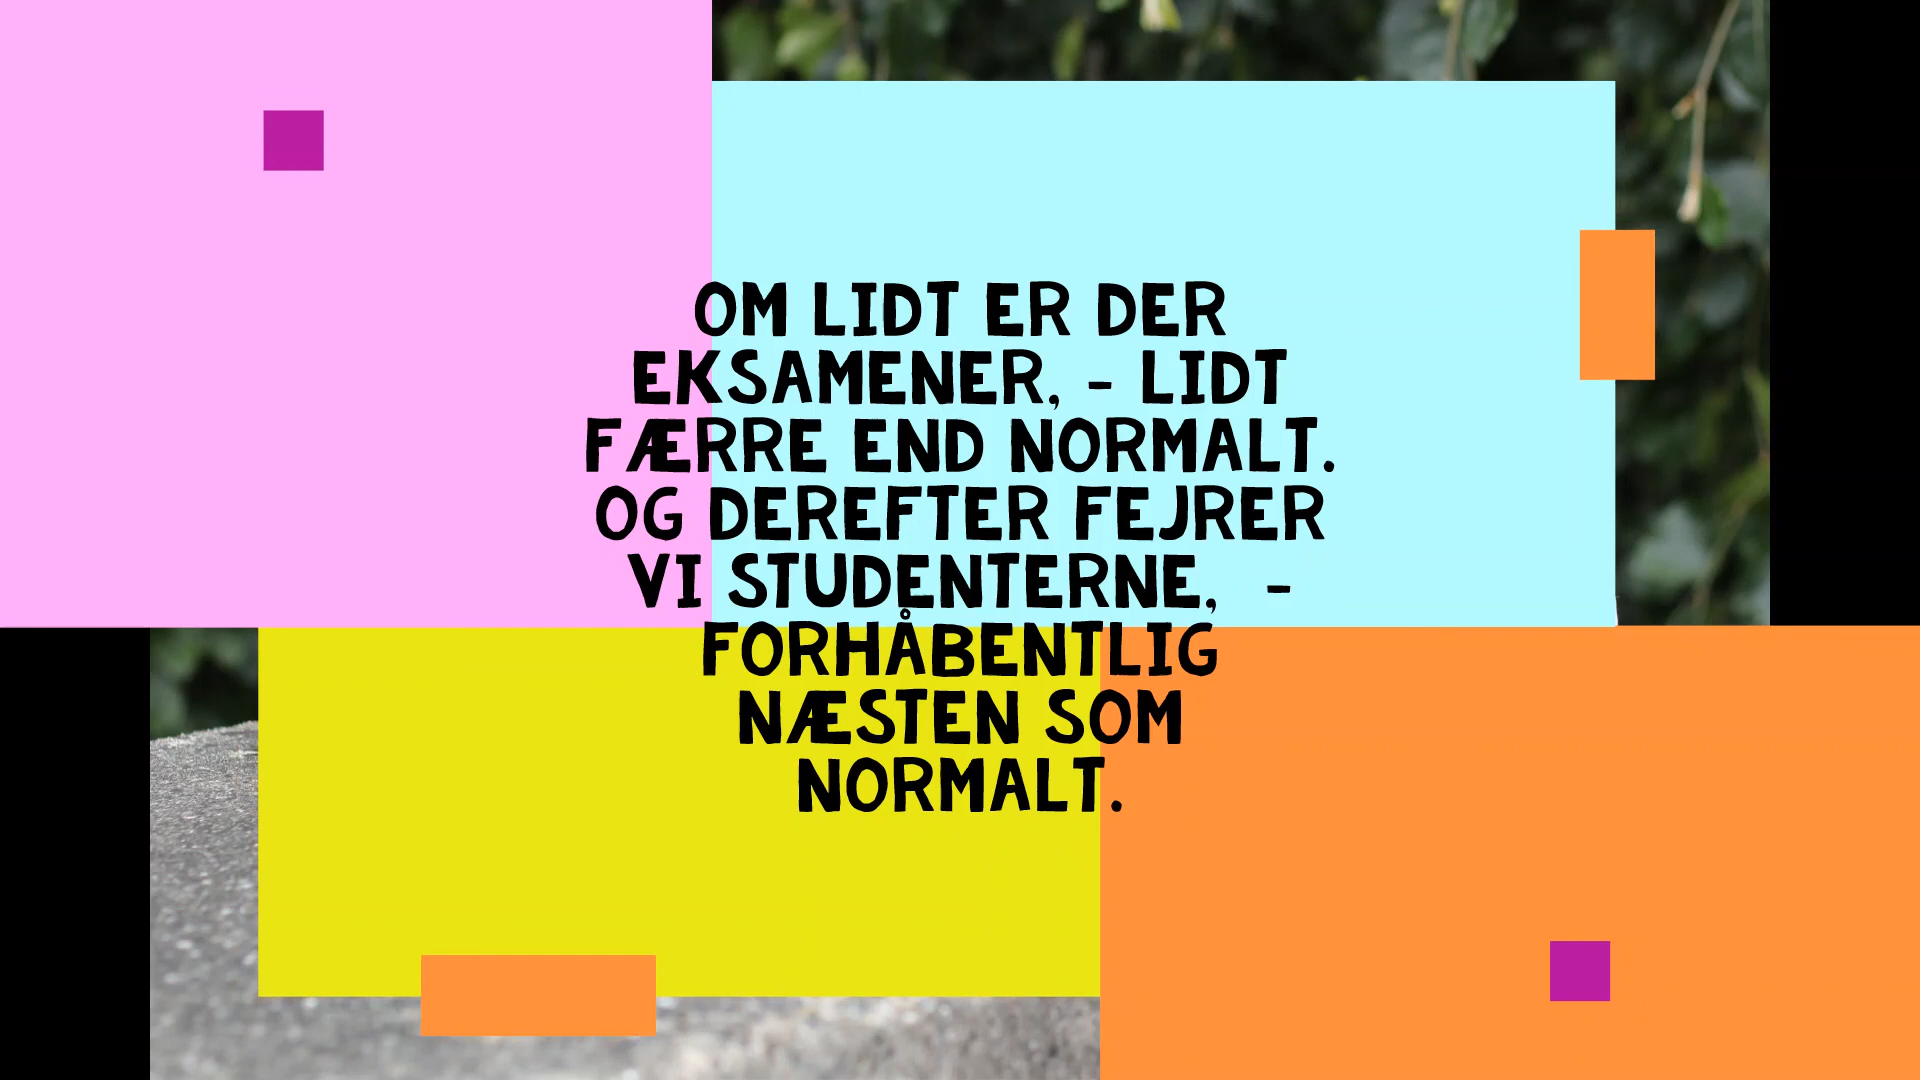 OM LIDT ER DER
EKSAMENER, - LIDT
FÆRRE END NORMALT.
OG DEREFTER FEJRER
VI STUDENTERNE, -
FORHÅBENTLIG
NÆSTEN SOM
NORMALT.